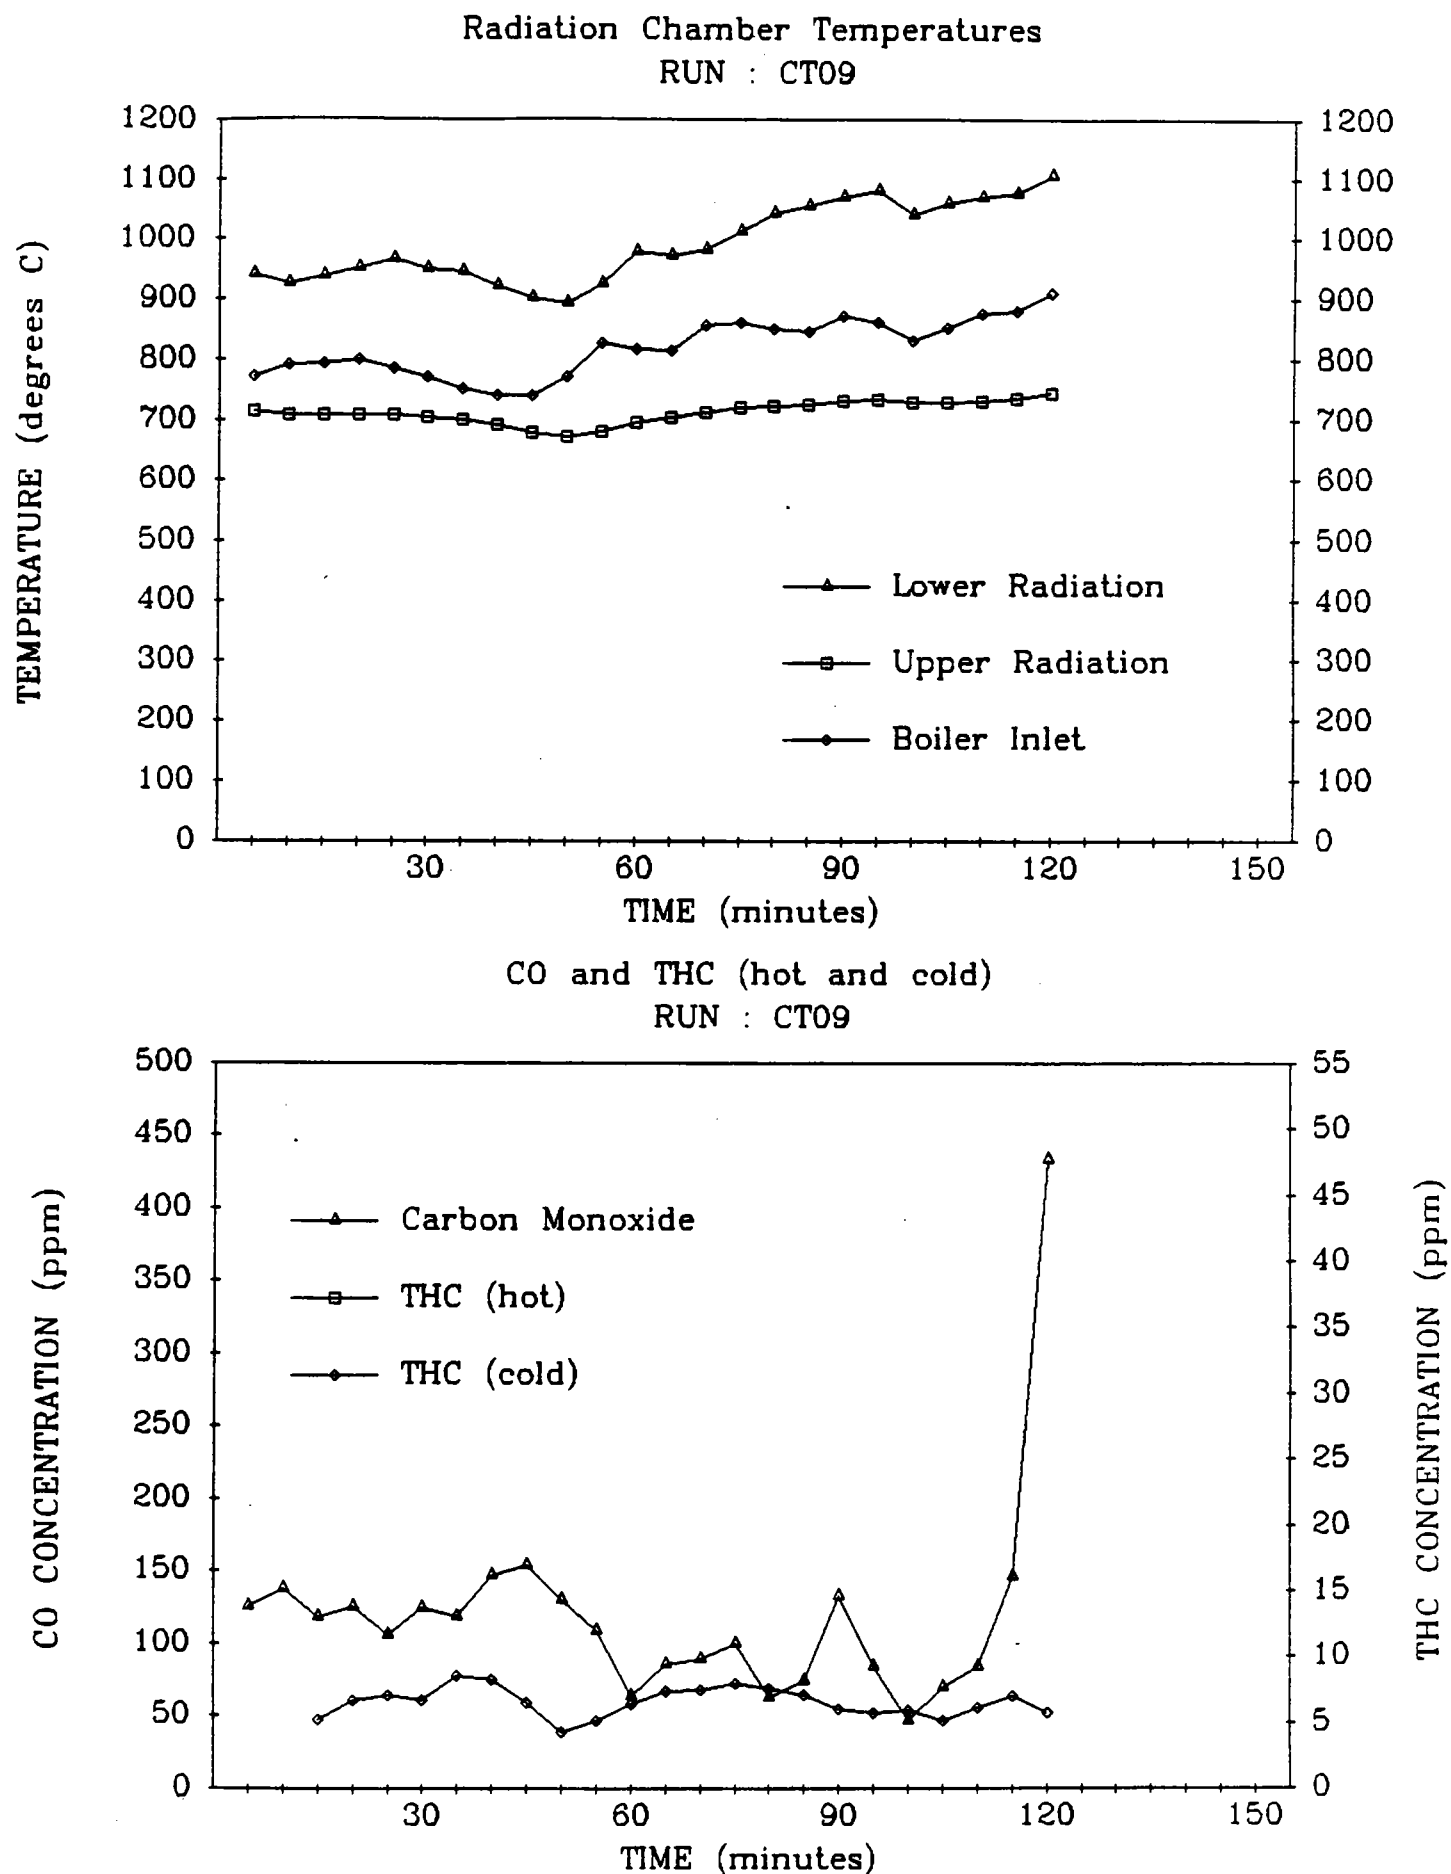 Radiation Chamber Temperatures
RUN : CT09
1200
1100
1000
900
800
700
600
500
400
300
200
100
0
1200
1100
1000
900
800
700
600
500
400
300
200
100
0
TEMPERATURE (degrees C)
Lower Radiation
Upper Radiation
Boiler Inlet
30 60 90 120 150
TIME (minutes)
CO and THC (hot and cold)
RUN : CT09
500
450
400
350
300
250
200
150
100
50
0
55
50
45
40
35
30
25
20
15
10
5
0
CO CONCENTRATION (ppm)
THC CONCENTRATION (ppm)
Carbon Monoxide
THC (hot)
THC (cold)
30 60 90 120 150
TIME (minutes)